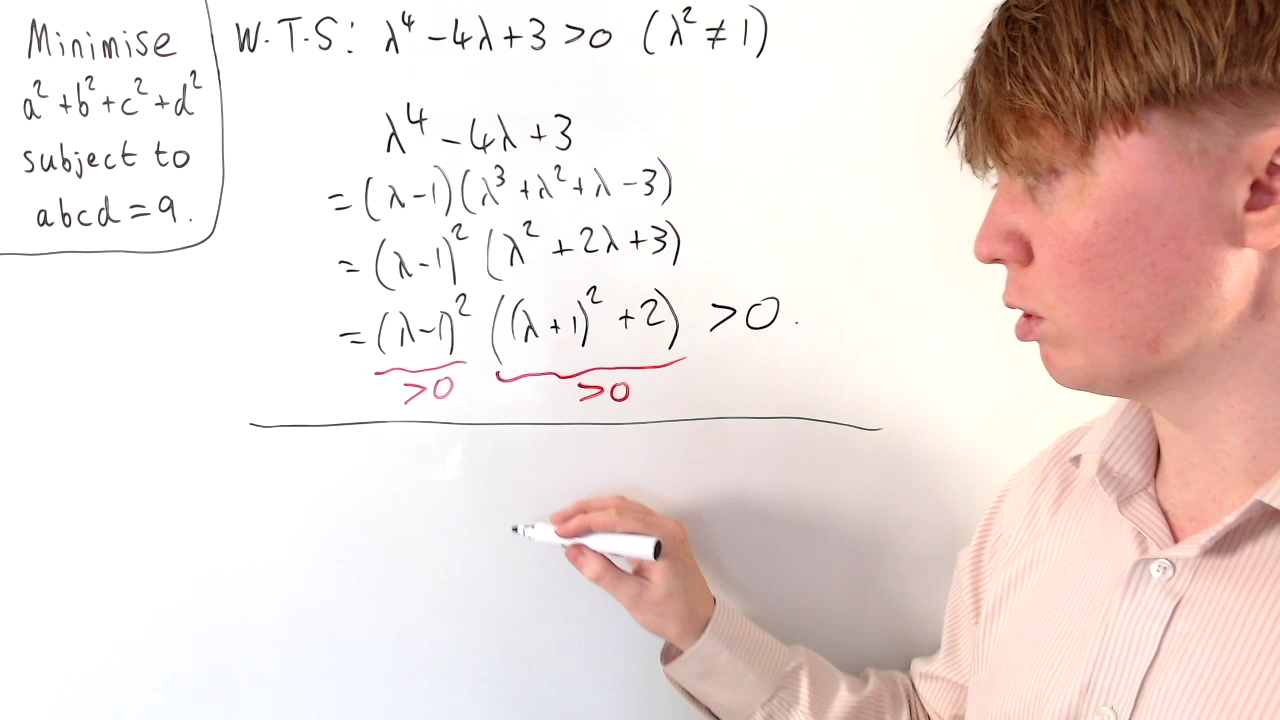 Minimise
a² + b² + c² + d²
subject to
abcd = 9.
W.T.S: λ⁴ - 4λ + 3 > 0 (λ² ≠ 1)
λ⁴ - 4λ + 3
= (λ - 1)(λ³ + λ² + λ - 3)
= (λ - 1)² (λ² + 2λ + 3)
= (λ - 1)² ((λ + 1)² + 2) > 0.
> 0 > 0